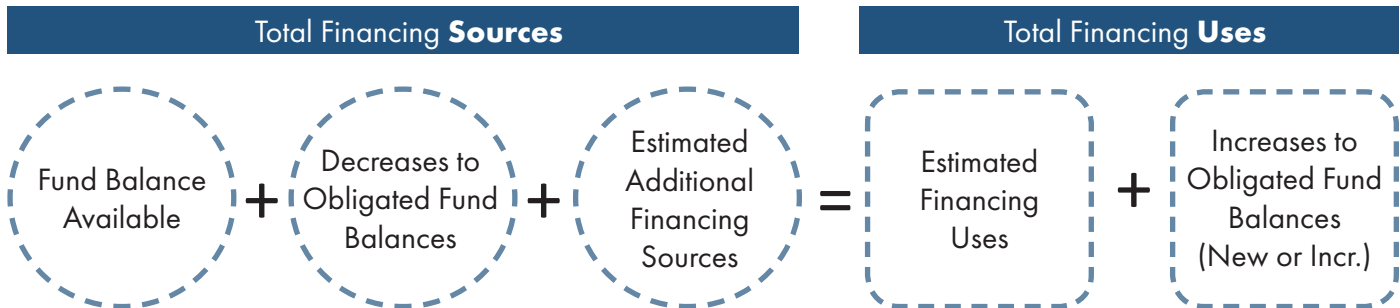 Total Financing Sources
Total Financing Uses
Fund Balance
Available
+
Decreases to
Obligated Fund
Balances
+
Estimated
Additional
Financing
Sources
=
Estimated
Financing
Uses
+
Increases to
Obligated Fund
Balances
(New or Incr.)